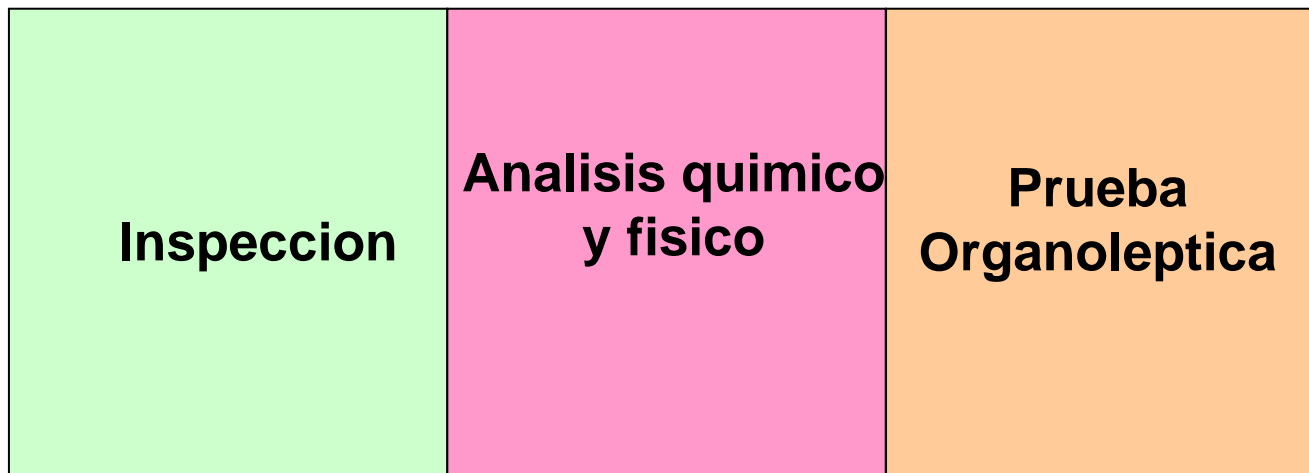 Inspeccion
Analisis quimico
y fisico
Prueba
Organoleptica